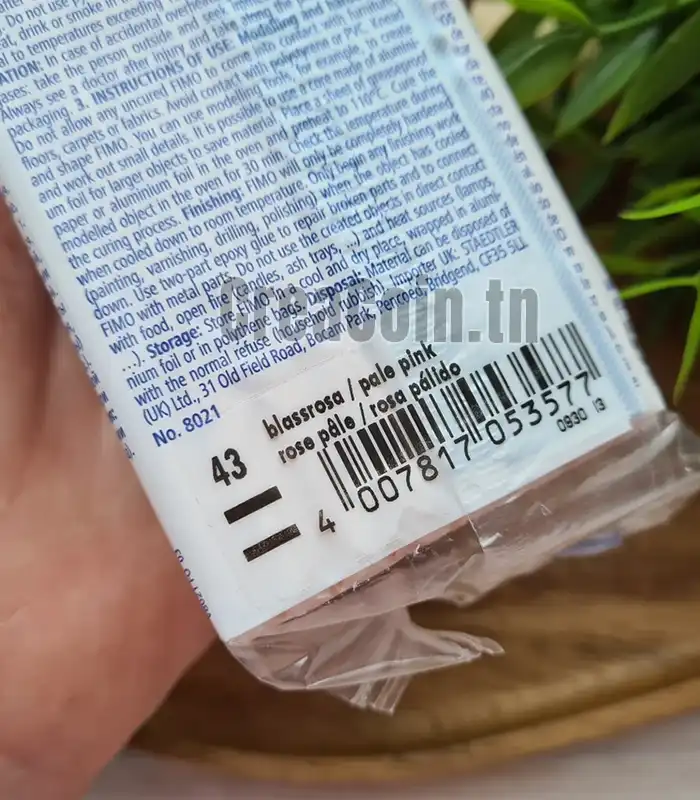 Do not use
at, drink or smoke in
al to temperatures exceeding
ATION: In case of accidental overhe
ases: take the person outside and seek
Always see a doctor after injury and take along the
packaging. 3. INSTRUCTIONS OF USE: Modelling and
Do not allow any uncured FIMO to come into contact with
floors, carpets or fabrics. Avoid contact with polystyrene or PVC. Knead
and shape FIMO. You can use modelling tools, for example, to create
and work out small details. It is possible to use a core made of alumini-
um foil for larger objects to save material. Place a sheet of greaseproof
paper or aluminium foil in the oven and preheat to 110°C. Cure the
modelled object in the oven for 30 min. Check the temperature during
the curing process. Finishing: FIMO will only be completely hardened
when cooled down to room temperature. Only begin any finishing work
(painting, varnishing, drilling, polishing) when the object has cooled
down. Use two-part epoxy glue to repair broken parts and to connect
FIMO with metal parts. Do not use the created objects in direct contact
with food, open fire (candles, ash trays, ...) and heat sources (lamps,
...). Storage: Store FIMO in a cool and dry place, wrapped in alumi-
nium foil or in polythene bags. Disposal: Material can be disposed of
with the normal refuse (household rubbish). Importer UK: STAEDTLER
(UK) Ltd., 31 Old Field Road, Bocam Park, Pencoed, Bridgend, CF35 5LJ.
No. 8021
GreaCoin.tn
43
blassrosa / pale pink
rose pâle / rosa pálido
4 007817 053577
0930 13